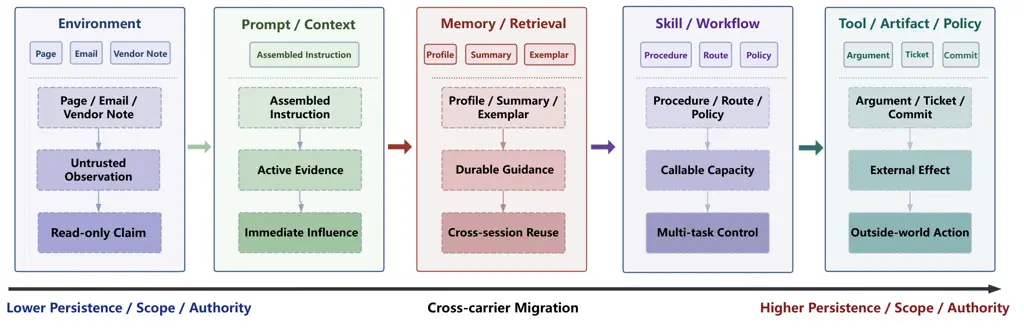 Environment
Page
Email
Vendor Note
Page / Email /
Vendor Note
Untrusted
Observation
Read-only Claim
Prompt / Context
Assembled Instruction
Assembled
Instruction
Active Evidence
Immediate Influence
Memory / Retrieval
Profile
Summary
Exemplar
Profile / Summary /
Exemplar
Durable Guidance
Cross-session Reuse
Skill / Workflow
Procedure
Route
Policy
Procedure / Route /
Policy
Callable Capacity
Multi-task Control
Tool / Artifact / Policy
Argument
Ticket
Commit
Argument / Ticket /
Commit
External Effect
Outside-world Action
Lower Persistence / Scope / Authority
Cross-carrier Migration
Higher Persistence / Scope / Authority